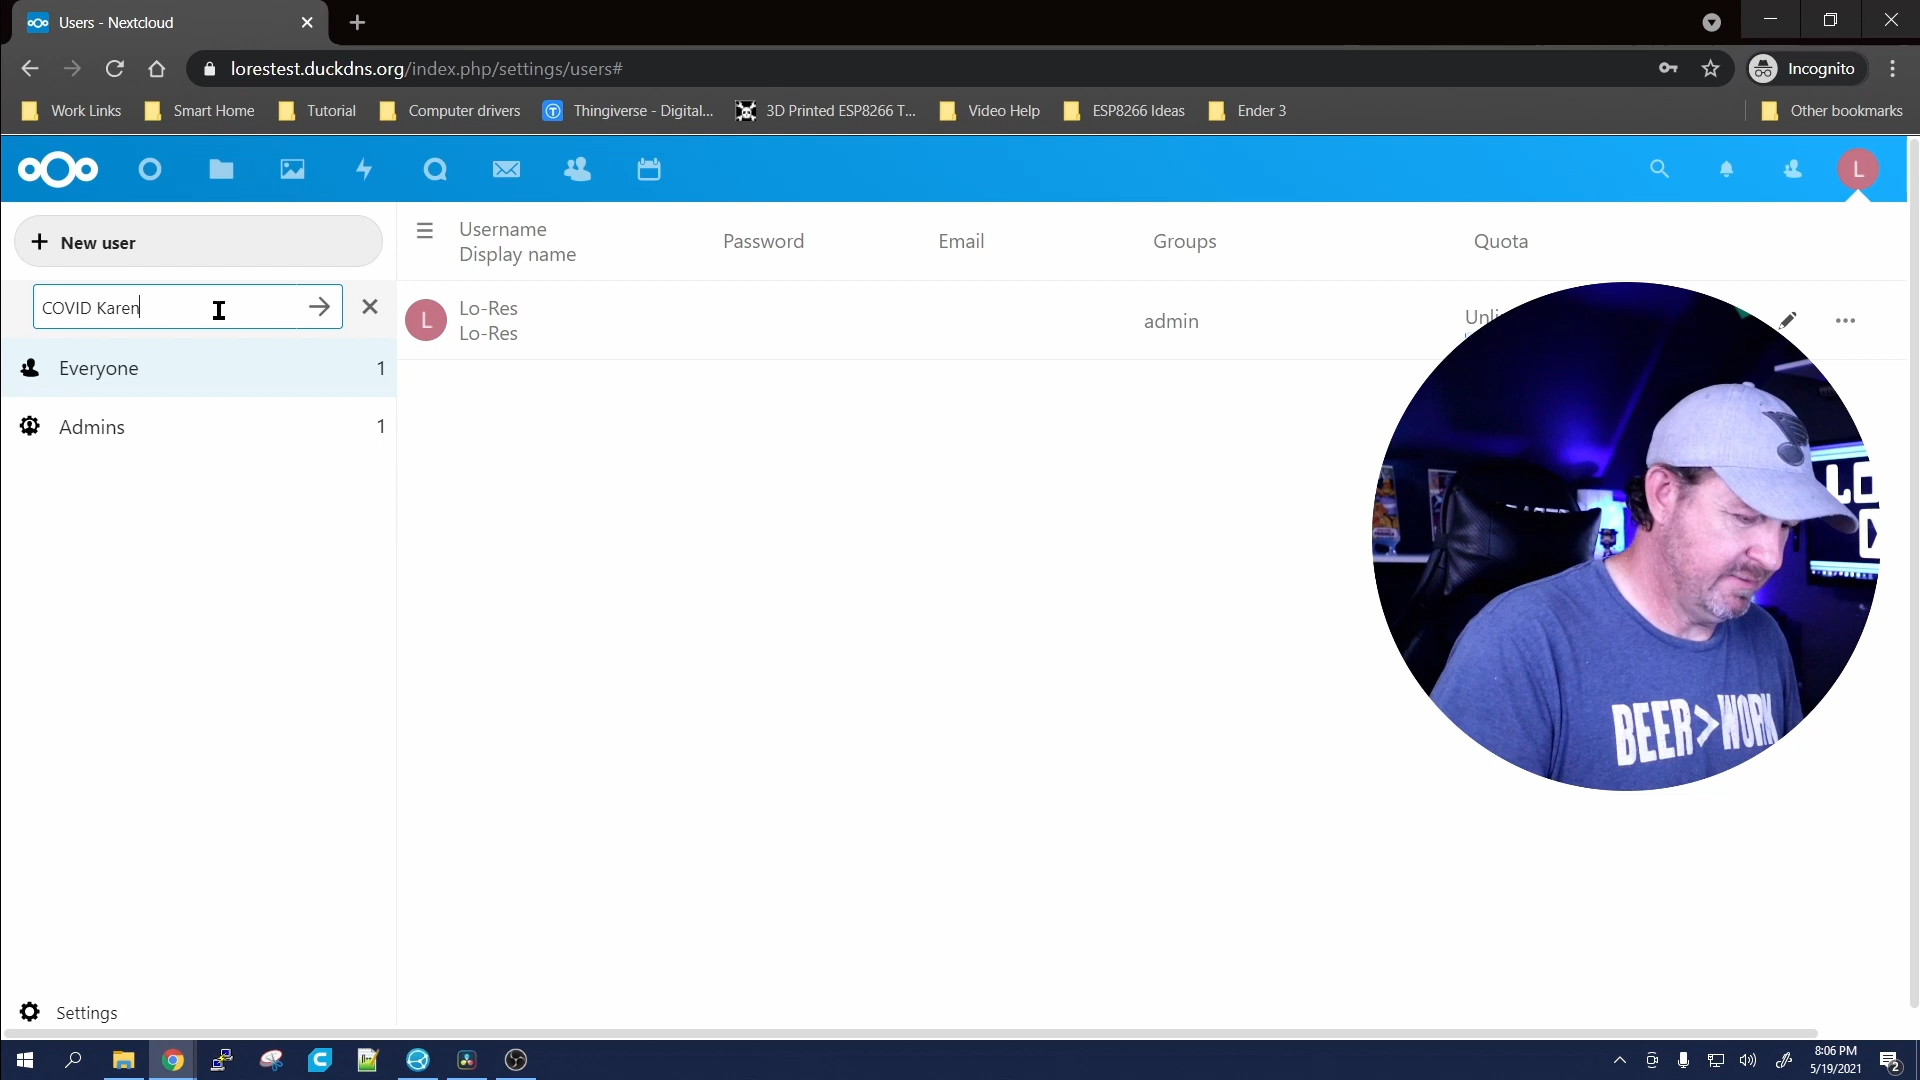 Users - Nextcloud
lorestest.duckdns.org/index.php/settings/users#
Incognito
Work Links
Smart Home
Tutorial
Computer drivers
Thingiverse - Digital...
3D Printed ESP8266 T...
Video Help
ESP8266 Ideas
Ender 3
Other bookmarks
L
New user
Username
Display name
Password
Email
Groups
Quota
COVID Karen
L
Lo-Res
Lo-Res
admin
Everyone 1
Admins 1
BEER>WORK
Settings
8:06 PM
5/19/2021
2